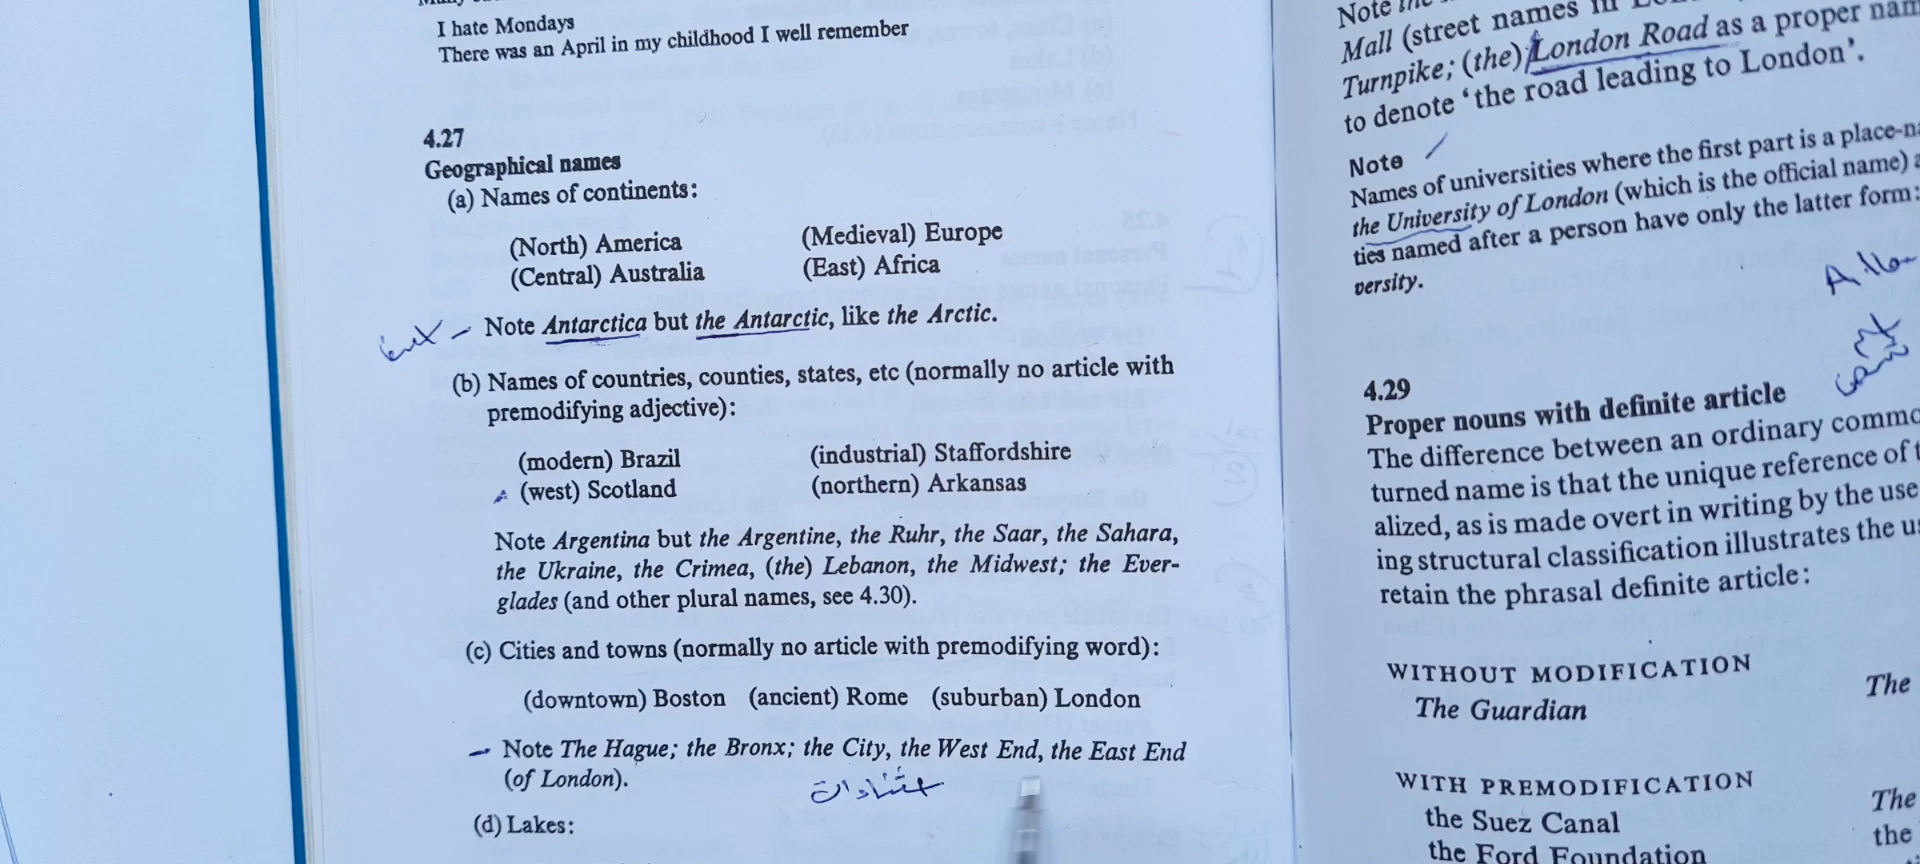 I hate Mondays
There was an April in my childhood I well remember
4.27
Geographical names
(a) Names of continents:
(North) America (Medieval) Europe
(Central) Australia (East) Africa
Note Antarctica but the Antarctic, like the Arctic.
(b) Names of countries, counties, states, etc (normally no article with
premodifying adjective):
(modern) Brazil (industrial) Staffordshire
(west) Scotland (northern) Arkansas
Note Argentina but the Argentine, the Ruhr, the Saar, the Sahara,
the Ukraine, the Crimea, (the) Lebanon, the Midwest; the Ever-
glades (and other plural names, see 4.30).
(c) Cities and towns (normally no article with premodifying word):
(downtown) Boston (ancient) Rome (suburban) London
Note The Hague; the Bronx; the City, the West End, the East End
(of London).
(d) Lakes:
Note
Mall (street names in
Turnpike; (the) London Road as a proper
to denote ‘the road leading to London’.
Note
Names of universities where the first part is a
the University of London (which is the official name)
ties named after a person have only the latter form:
versity.
4.29
Proper nouns with definite article
The difference between an ordinary
turned name is that the unique reference of
alized, as is made overt in writing by the use
ing structural classification illustrates the
retain the phrasal definite article:
WITHOUT MODIFICATION
The Guardian The
WITH PREMODIFICATION
the Suez Canal The
the Ford Foundation the